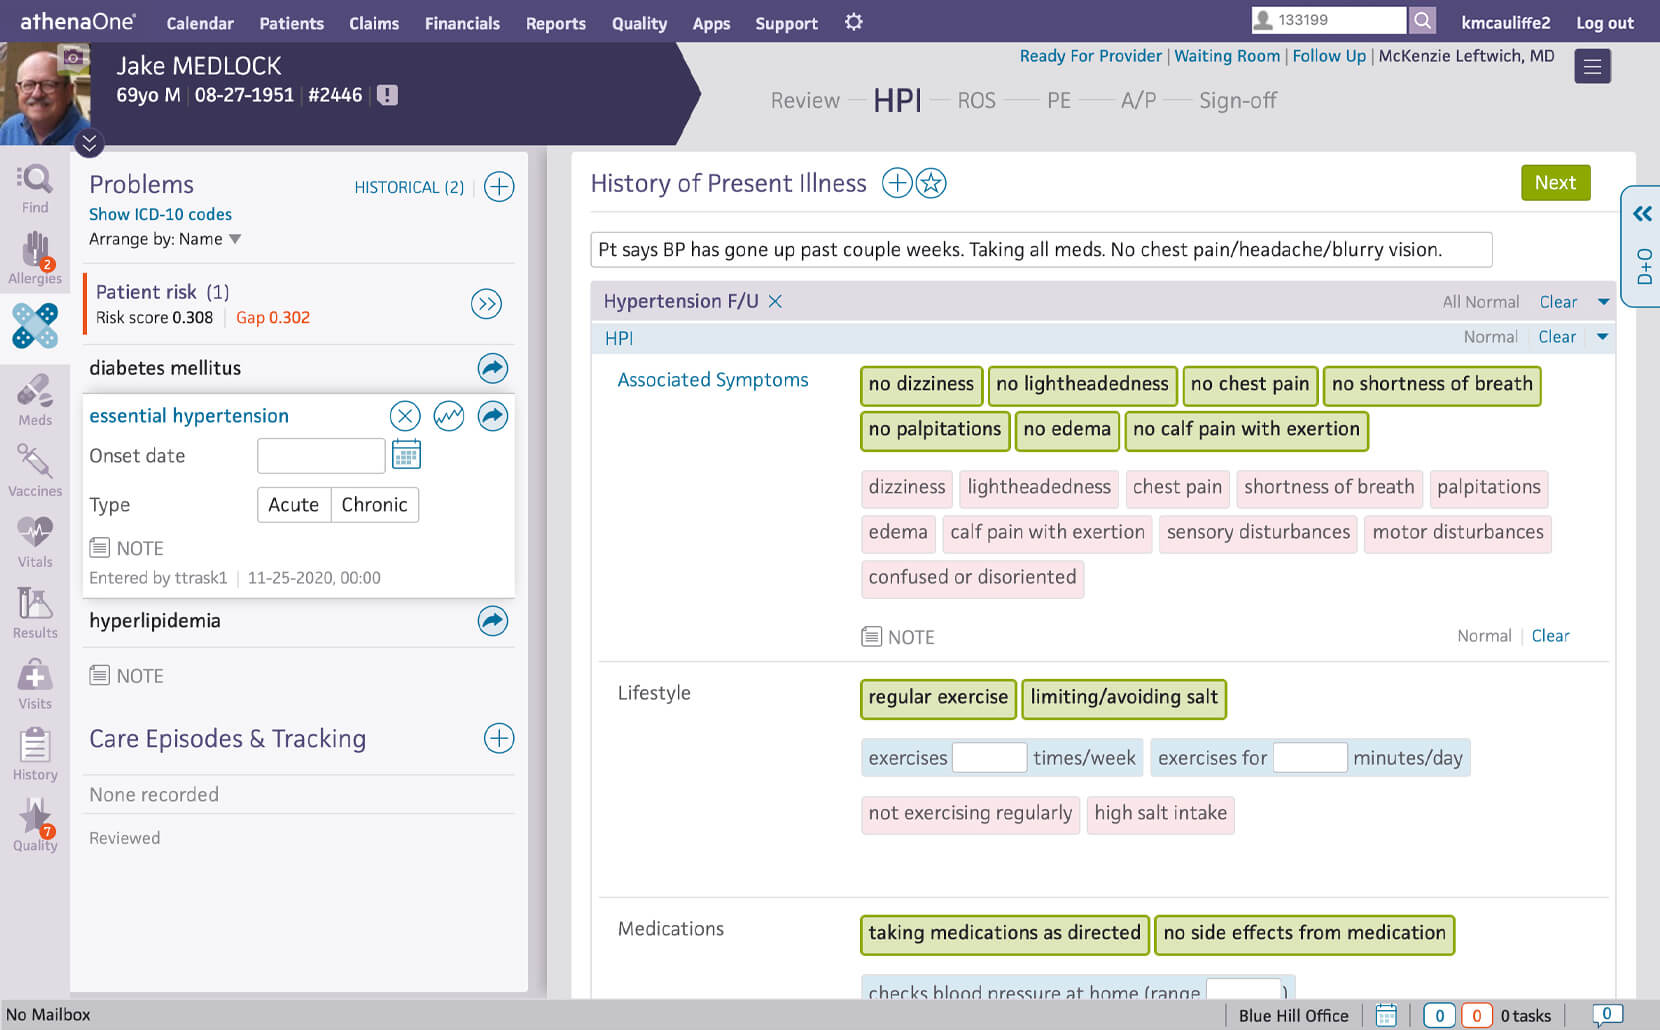 athenaOne Calendar Patients Claims Financials Reports Quality Apps Support 133199 kmcauliffe2 Log out
Jake MEDLOCK
69yo M 08-27-1951 #2446
Ready For Provider | Waiting Room | Follow Up | McKenzie Leftwich, MD
Review HPI ROS PE A/P Sign-off
Find
Allergies 2
Meds
Vaccines
Vitals
Results
Visits
History
Quality 7
Problems HISTORICAL (2)
Show ICD-10 codes
Arrange by: Name
Patient risk (1)
Risk score 0.308 Gap 0.302
diabetes mellitus
essential hypertension
Onset date
Type Acute Chronic
NOTE
Entered by ttrask1 | 11-25-2020, 00:00
hyperlipidemia
NOTE
Care Episodes & Tracking
None recorded
Reviewed
History of Present Illness Next
D+O
Pt says BP has gone up past couple weeks. Taking all meds. No chest pain/headache/blurry vision.
Hypertension F/U All Normal Clear
HPI Normal Clear
Associated Symptoms no dizziness no lightheadedness no chest pain no shortness of breath
no palpitations no edema no calf pain with exertion
dizziness lightheadedness chest pain shortness of breath palpitations
edema calf pain with exertion sensory disturbances motor disturbances
confused or disoriented
NOTE Normal Clear
Lifestyle regular exercise limiting/avoiding salt
exercises times/week exercises for minutes/day
not exercising regularly high salt intake
Medications taking medications as directed no side effects from medication
checks blood pressure at home (range )
No Mailbox Blue Hill Office 0 0 0 tasks 0